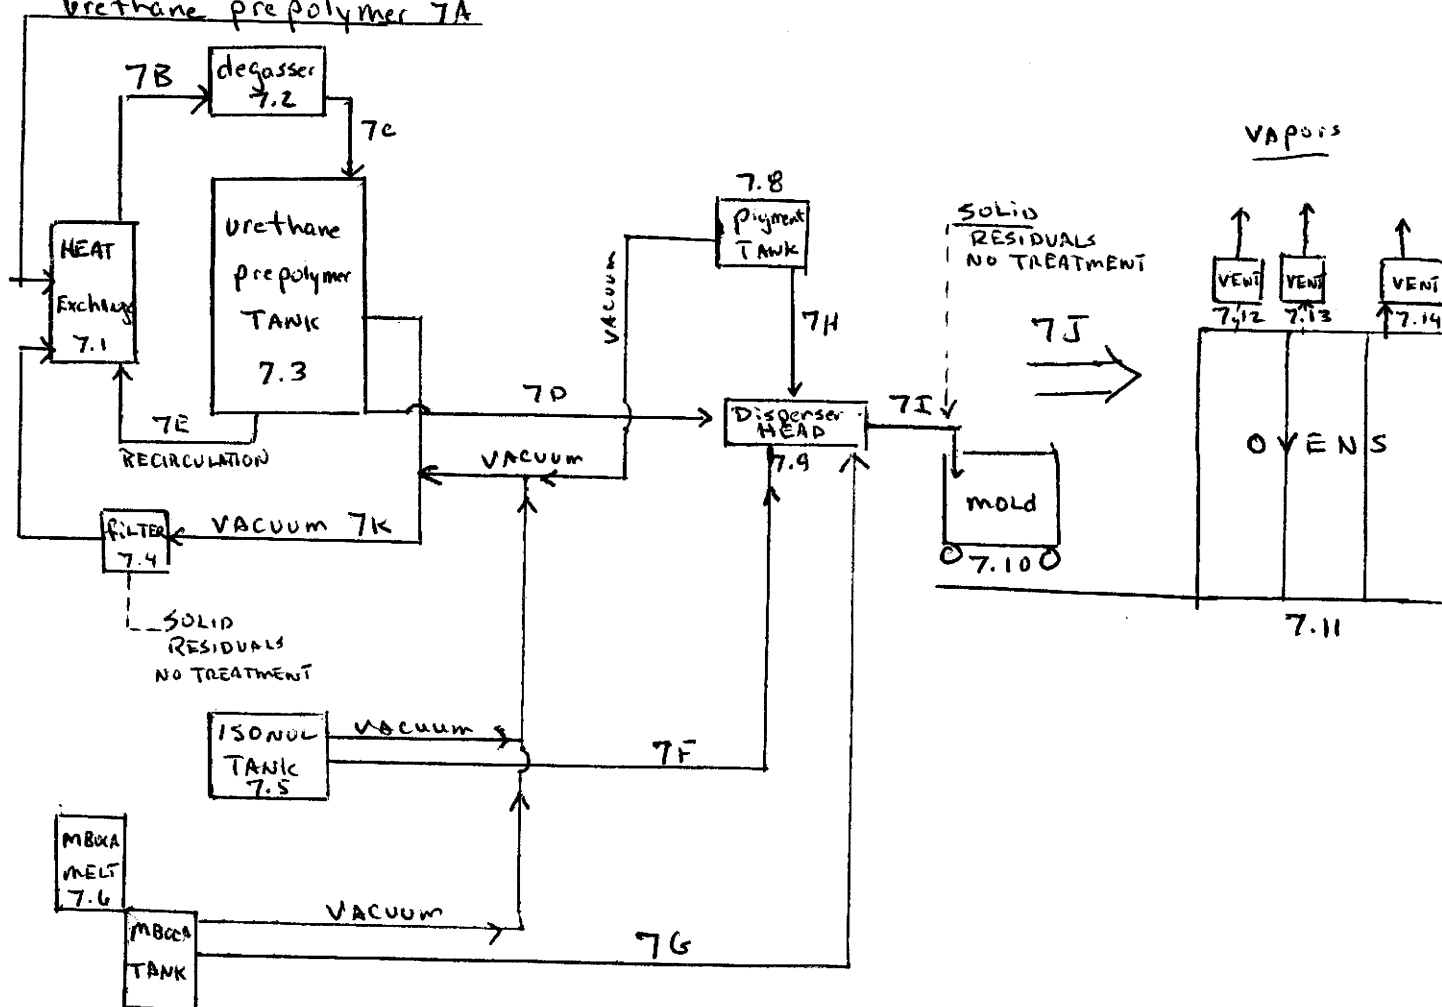 urethane prepolymer 7A
7B
degasser
7.2
7C
HEAT
Exchange
7.1
urethane
prepolymer
TANK
7.3
7E
RECIRCULATION
7D
VACUUM
7.8
pigment
TANK
VACUUM
7H
Disperser
HEAD
7.9
SOLID
RESIDUALS
NO TREATMENT
7I
7J
MOLD
7.10
VAPORS
VENT
7.12
VENT
7.13
VENT
7.14
OVENS
7.11
FILTER
7.4
VACUUM 7K
SOLID
RESIDUALS
NO TREATMENT
ISONOL
TANK
7.5
VACUUM
7F
MBOCA
MELT
7.6
MBOCA
TANK
VACUUM
7G